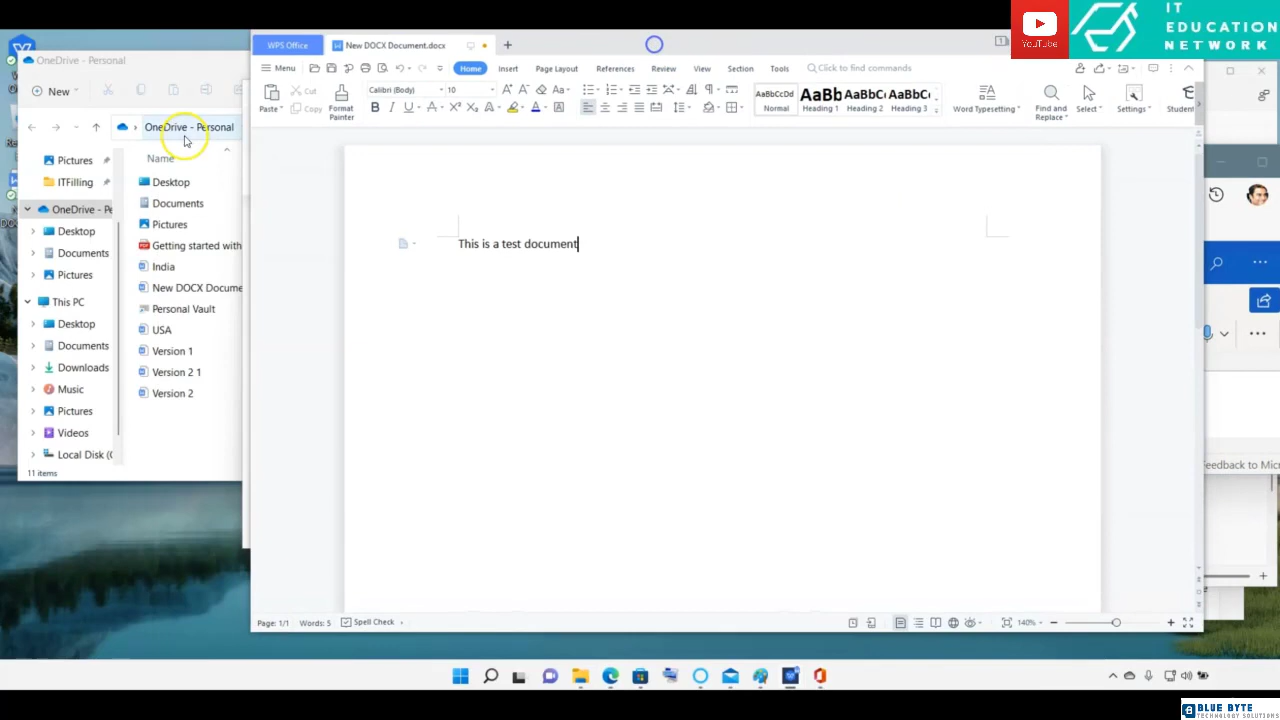 YouTube
IT
EDUCATION
NETWORK
OneDrive - Personal
New
OneDrive - Personal
Pictures
ITFilling
OneDrive - Pe
Desktop
Documents
Pictures
This PC
Desktop
Documents
Downloads
Music
Pictures
Videos
Local Disk (
11 items
Name
Desktop
Documents
Pictures
Getting started with
India
New DOCX Docume
Personal Vault
USA
Version 1
Version 2 1
Version 2
WPS Office
New DOCX Document.docx
Menu
Home
Insert
Page Layout
References
Review
View
Section
Tools
Click to find commands
Paste
Cut
Copy
Format
Painter
Calibri (Body)
10
AaBbCcDd
Normal
AaBb
Heading 1
AaBbC
Heading 2
AaBbC
Heading 3
Word Typesetting
Find and
Replace
Select
Settings
Student
This is a test document
Page: 1/1
Words: 5
Spell Check
140%
Feedback to Micr
BLUE BYTE
TECHNOLOGY SOLUTIONS